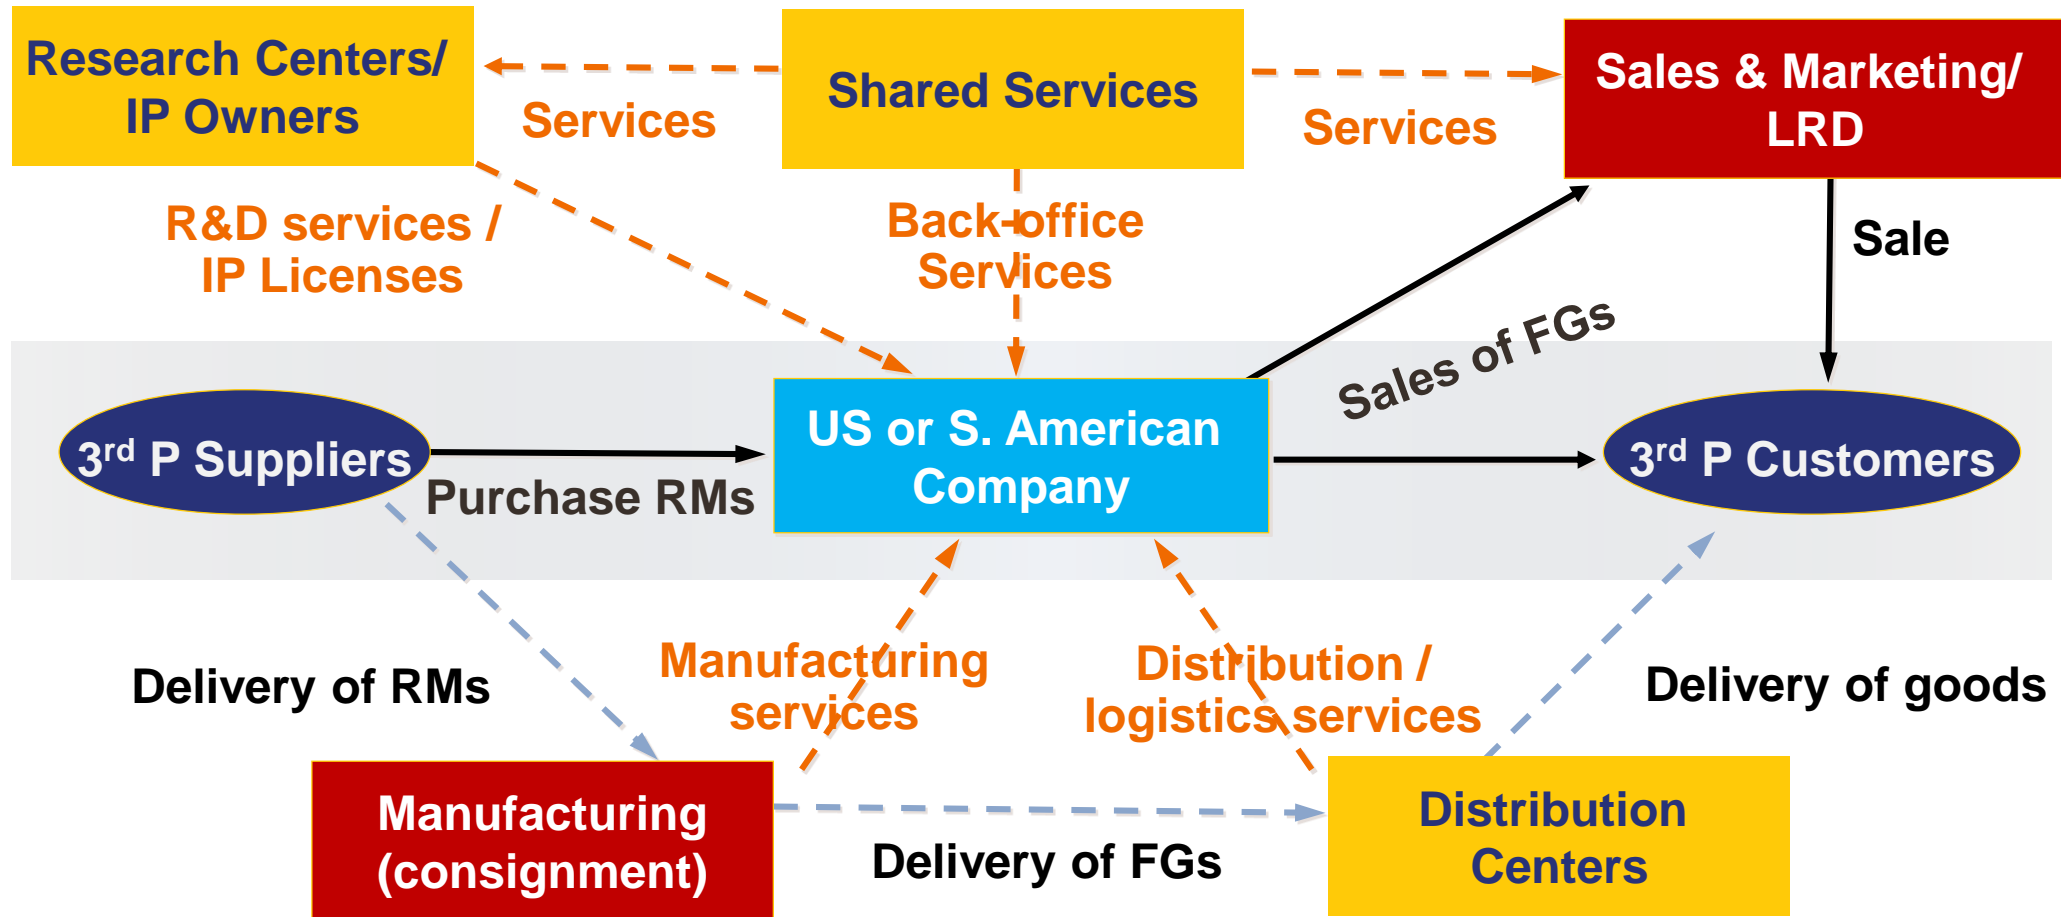 Research Centers/
IP Owners
Shared Services
Sales & Marketing/
LRD
Services
Services
R&D services /
IP Licenses
Back-office
Services
Sale
Sales of FGs
3rd P Suppliers
Purchase RMs
US or S. American
Company
3rd P Customers
Delivery of RMs
Manufacturing
services
Distribution /
logistics services
Delivery of goods
Manufacturing
(consignment)
Delivery of FGs
Distribution
Centers